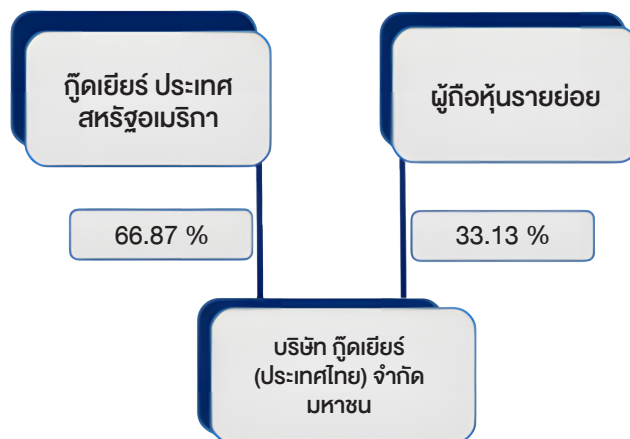 กู๊ดเยียร์ ประเทศ
สหรัฐอเมริกา
ผู้ถือหุ้นรายย่อย
66.87 %
33.13 %
บริษัท กู๊ดเยียร์
(ประเทศไทย) จำกัด
มหาชน